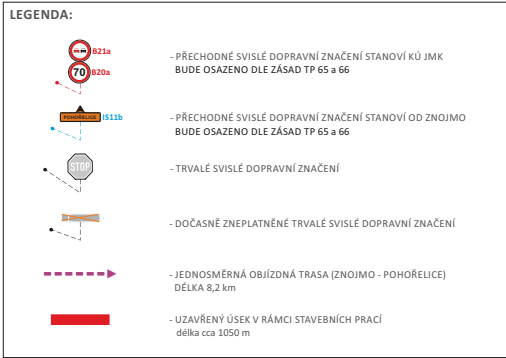 LEGENDA:
B21a
70 B20a
- PŘECHODNÉ SVISLÉ DOPRAVNÍ ZNAČENÍ STANOVÍ KÚ JMK
BUDE OSAZENO DLE ZÁSAD TP 65 a 66
POHOŘELICE IS11b
- PŘECHODNÉ SVISLÉ DOPRAVNÍ ZNAČENÍ STANOVÍ OD ZNOJMO
BUDE OSAZENO DLE ZÁSAD TP 65 a 66
STOP
- TRVALÉ SVISLÉ DOPRAVNÍ ZNAČENÍ
- DOČASNĚ ZNEPLATNĚNÉ TRVALÉ SVISLÉ DOPRAVNÍ ZNAČENÍ
- JEDNOSMĚRNÁ OBJÍZDNÁ TRASA (ZNOJMO - POHOŘELICE)
DÉLKA 8,2 km
- UZAVŘENÝ ÚSEK V RÁMCI STAVEBNÍCH PRACÍ
délka cca 1050 m